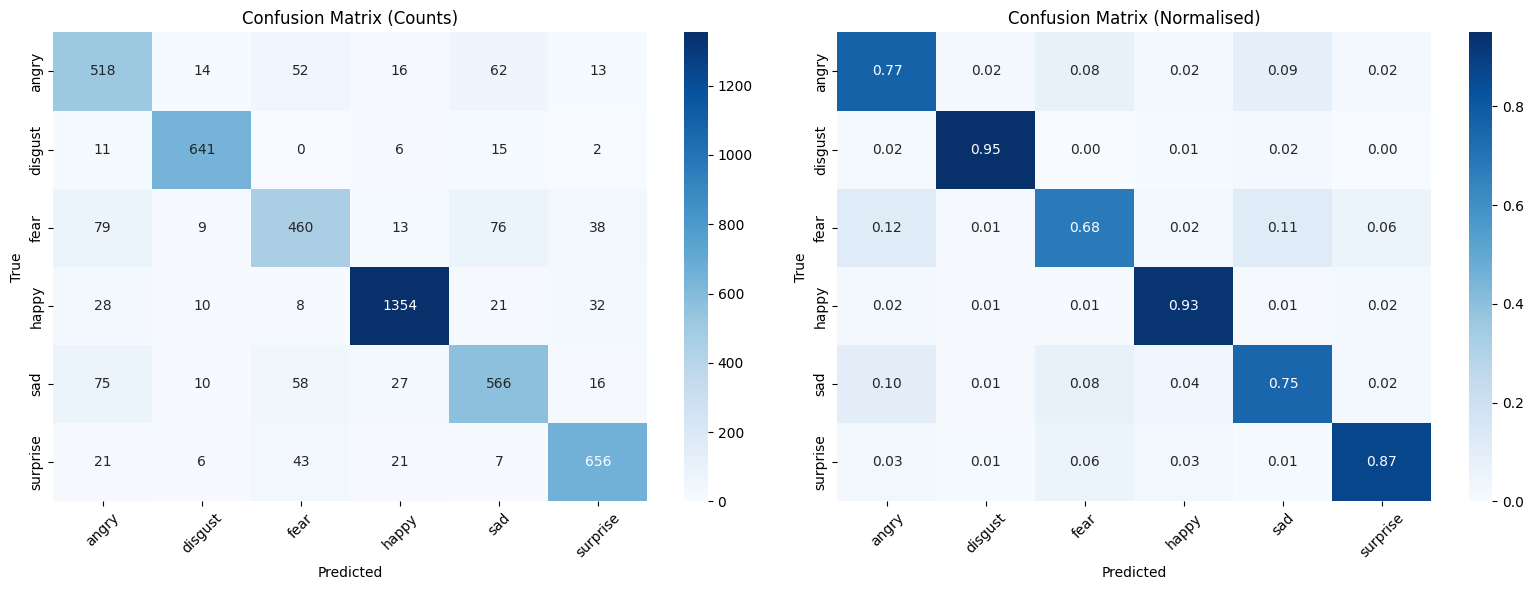 Confusion Matrix (Counts)
angry 518 14 52 16 62 13
disgust 11 641 0 6 15 2
fear 79 9 460 13 76 38
happy 28 10 8 1354 21 32
sad 75 10 58 27 566 16
surprise 21 6 43 21 7 656
True
angry disgust fear happy sad surprise
Predicted
1200
1000
800
600
400
200
0
Confusion Matrix (Normalised)
angry 0.77 0.02 0.08 0.02 0.09 0.02
disgust 0.02 0.95 0.00 0.01 0.02 0.00
fear 0.12 0.01 0.68 0.02 0.11 0.06
happy 0.02 0.01 0.01 0.93 0.01 0.02
sad 0.10 0.01 0.08 0.04 0.75 0.02
surprise 0.03 0.01 0.06 0.03 0.01 0.87
True
angry disgust fear happy sad surprise
Predicted
0.8
0.6
0.4
0.2
0.0